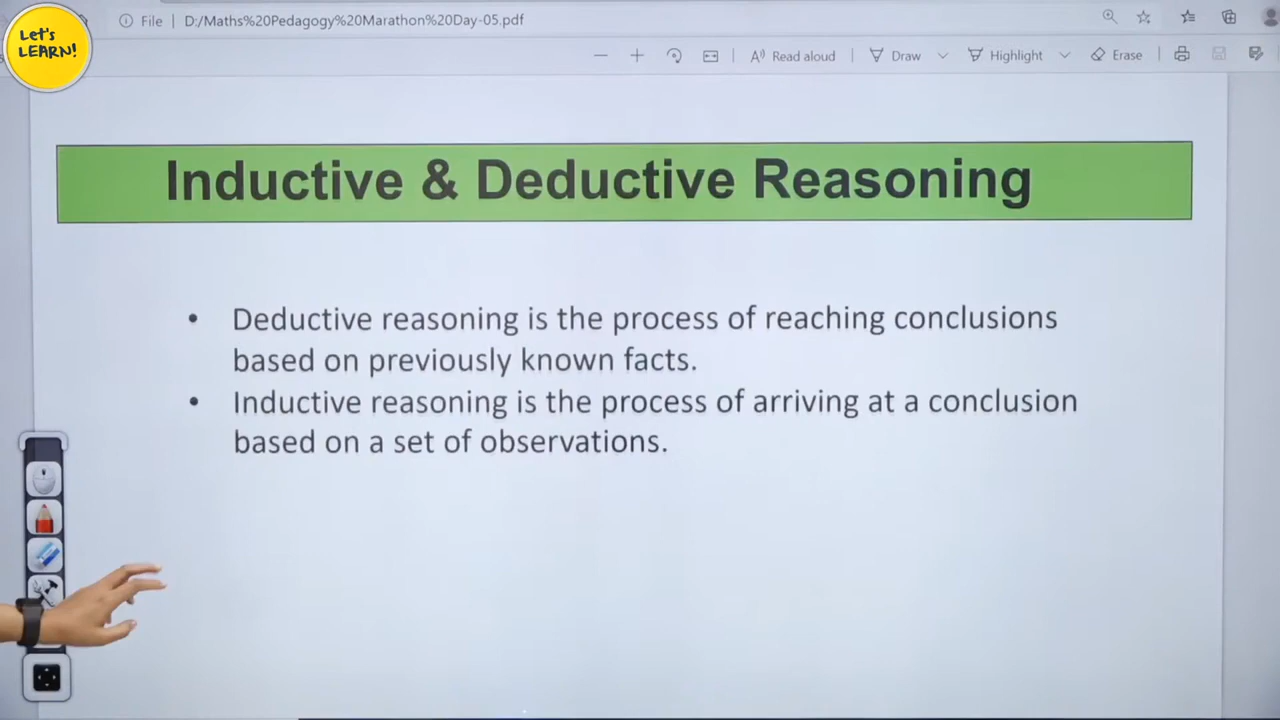 Let's
LEARN!
File | D:/Maths%20Pedagogy%20Marathon%20Day-05.pdf
Read aloud
Draw
Highlight
Erase
Inductive & Deductive Reasoning
• Deductive reasoning is the process of reaching conclusions
based on previously known facts.
• Inductive reasoning is the process of arriving at a conclusion
based on a set of observations.